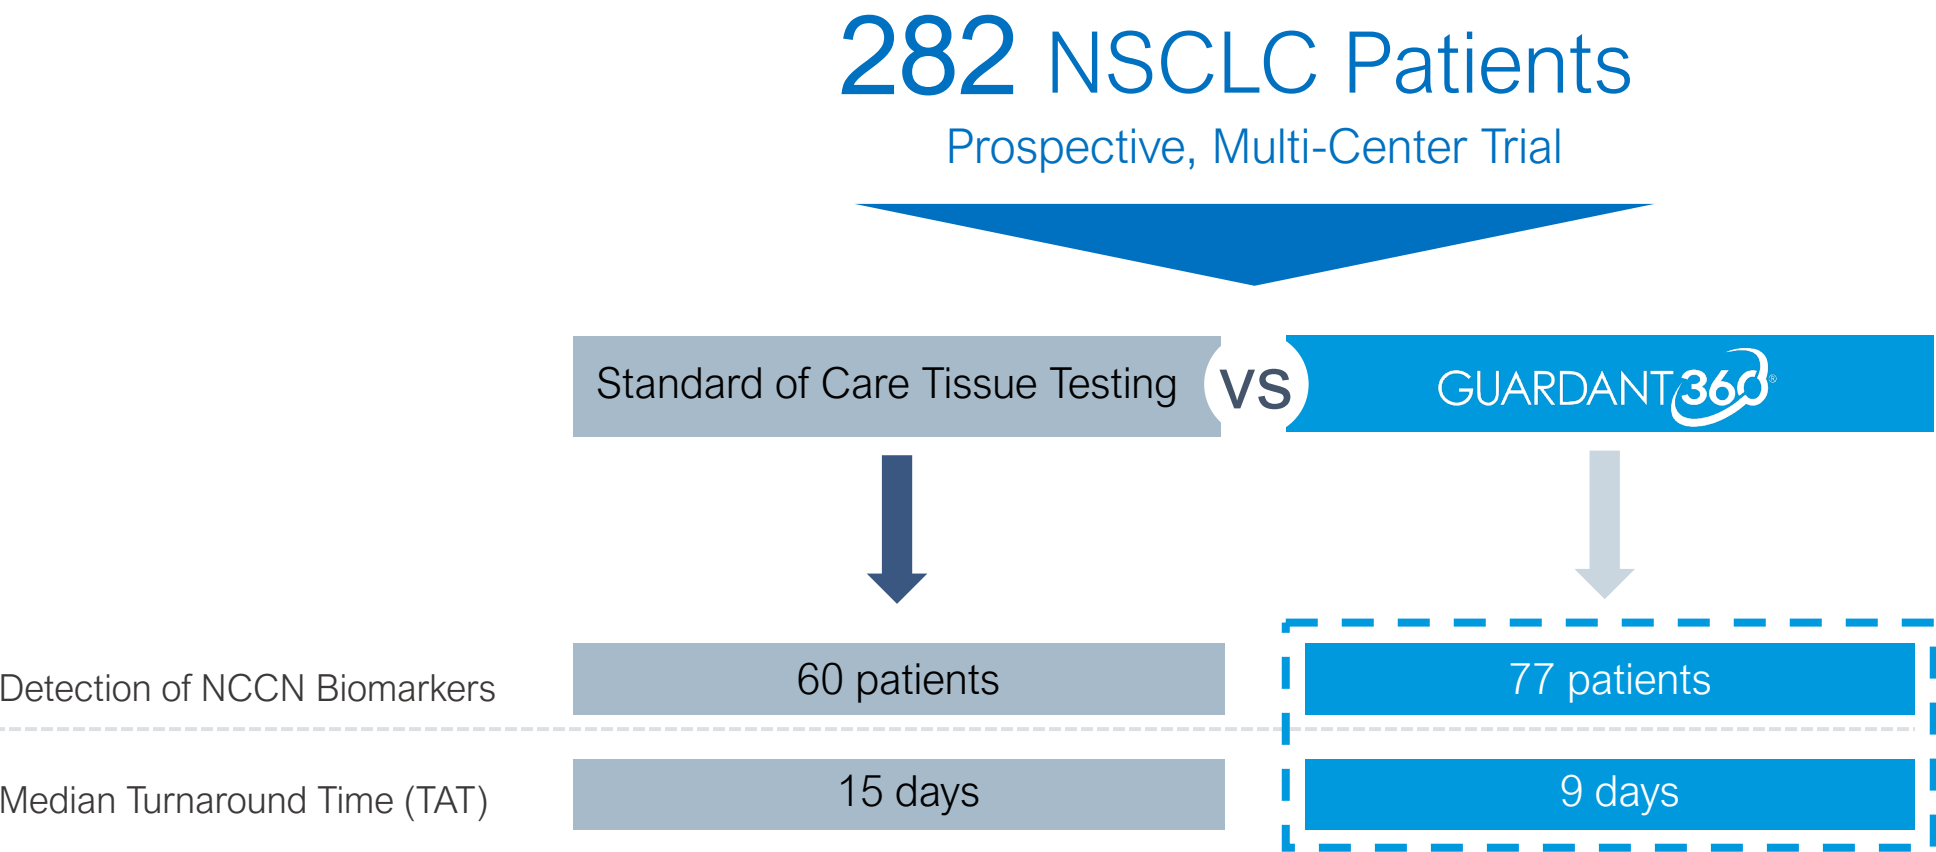 282 NSCLC Patients
Prospective, Multi-Center Trial
Standard of Care Tissue Testing
VS
GUARDANT360®
Detection of NCCN Biomarkers
60 patients
77 patients
Median Turnaround Time (TAT)
15 days
9 days